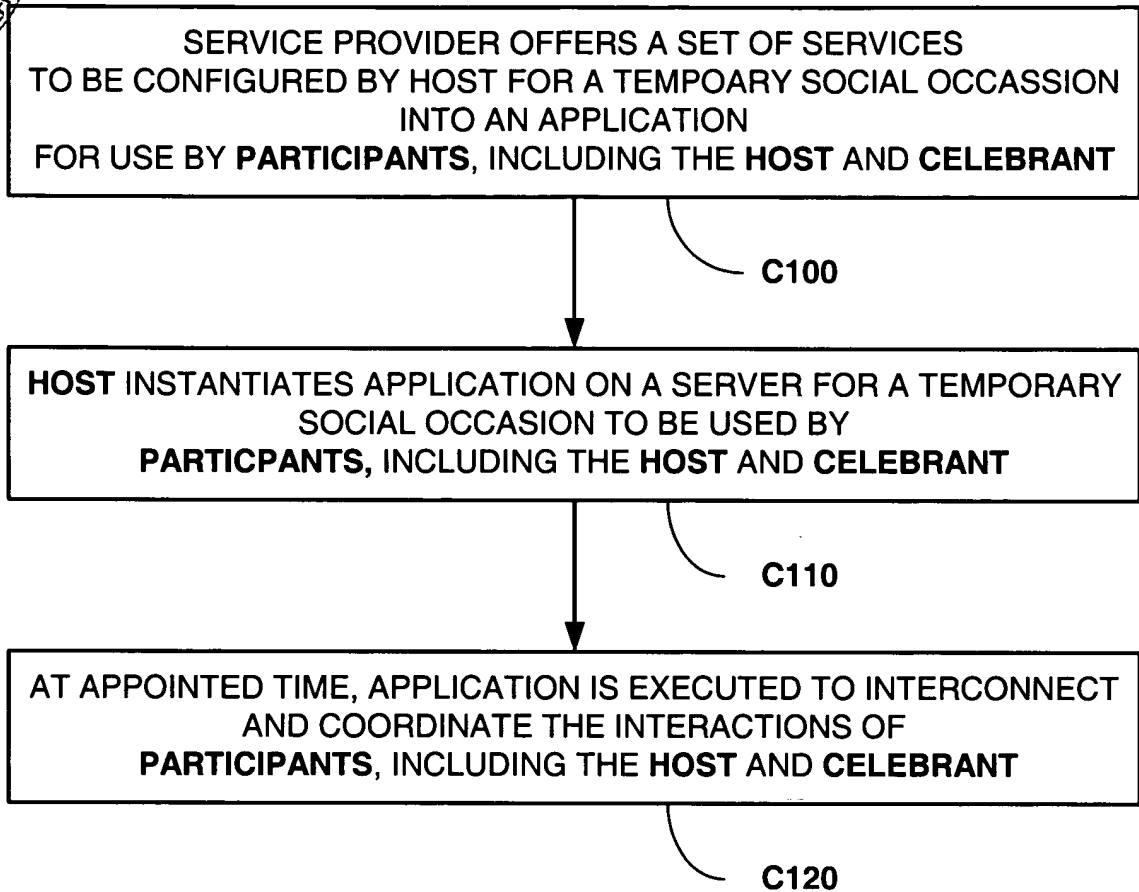 SERVICE PROVIDER OFFERS A SET OF SERVICES
TO BE CONFIGURED BY HOST FOR A TEMPOARY SOCIAL OCCASSION
INTO AN APPLICATION
FOR USE BY PARTICIPANTS, INCLUDING THE HOST AND CELEBRANT
C100
HOST INSTANTIATES APPLICATION ON A SERVER FOR A TEMPORARY
SOCIAL OCCASION TO BE USED BY
PARTICPANTS, INCLUDING THE HOST AND CELEBRANT
C110
AT APPOINTED TIME, APPLICATION IS EXECUTED TO INTERCONNECT
AND COORDINATE THE INTERACTIONS OF
PARTICIPANTS, INCLUDING THE HOST AND CELEBRANT
C120